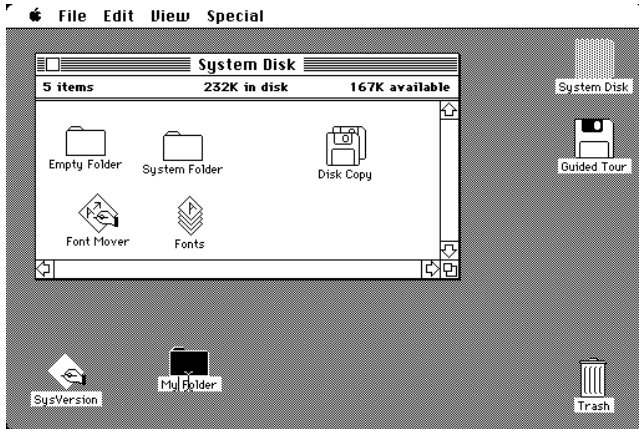 File Edit View Special
System Disk
5 items 232K in disk 167K available
Empty Folder System Folder Disk Copy
Font Mover Fonts
System Disk
Guided Tour
SysVersion
My Folder
Trash